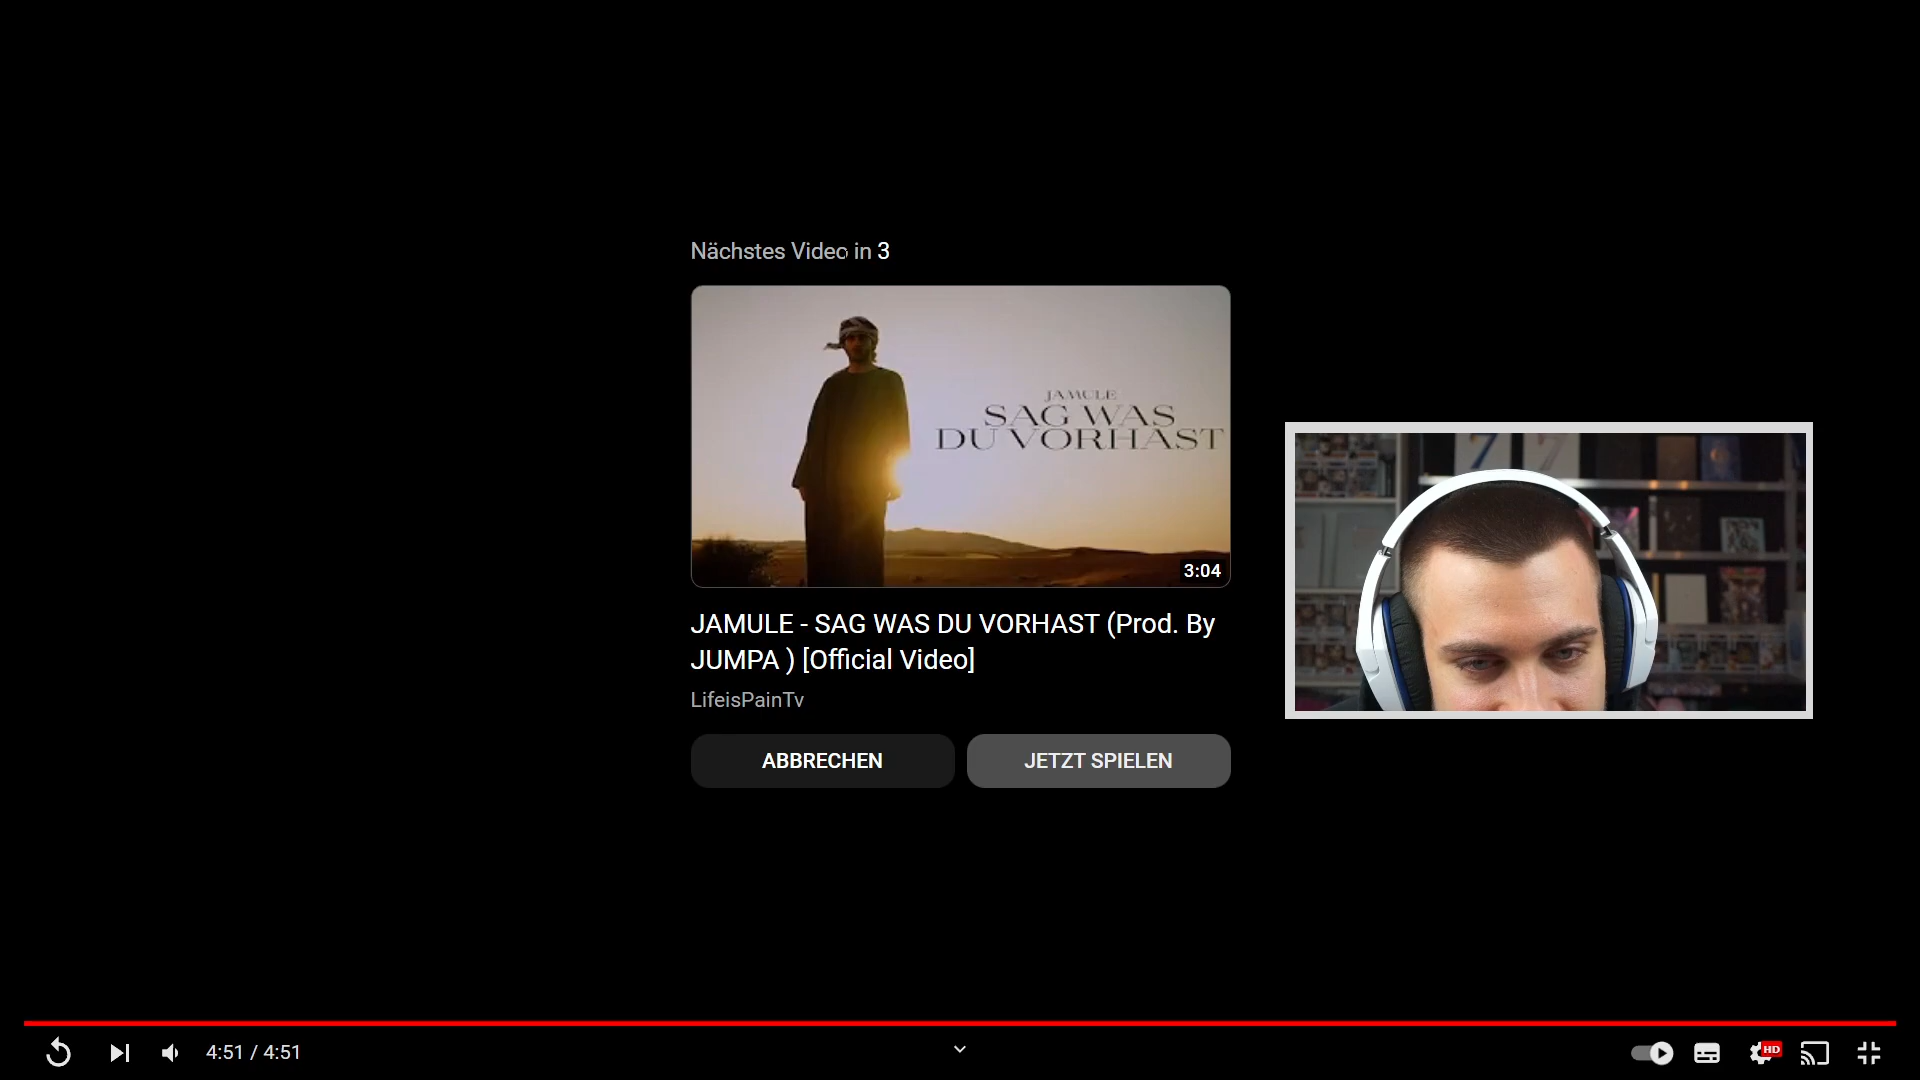 Nächstes Video in 3
JAMULE
SAG WAS
DU VORHAST
3:04
JAMULE - SAG WAS DU VORHAST (Prod. By
JUMPA ) [Official Video]
LifeisPainTv
ABBRECHEN
JETZT SPIELEN
4:51 / 4:51
HD